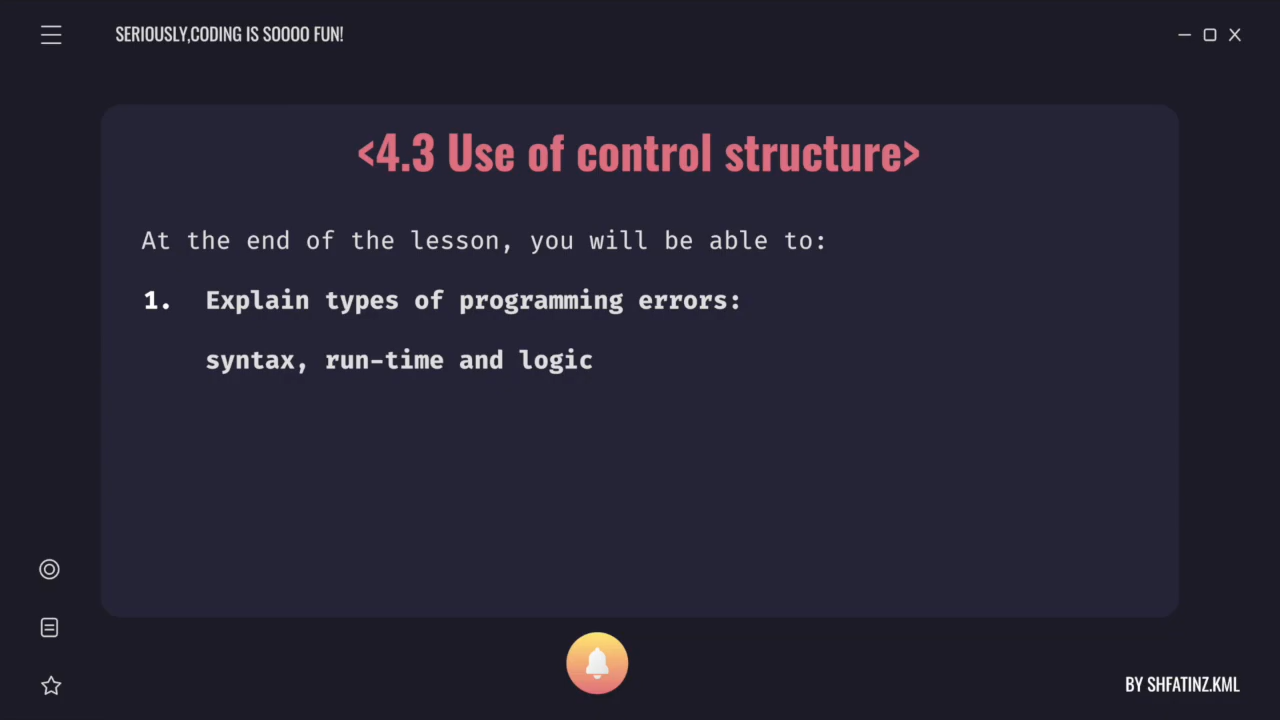 SERIOUSLY,CODING IS SOOOO FUN!
<4.3 Use of control structure>
At the end of the lesson, you will be able to:
1. Explain types of programming errors:
syntax, run-time and logic
BY SHFATINZ.KML